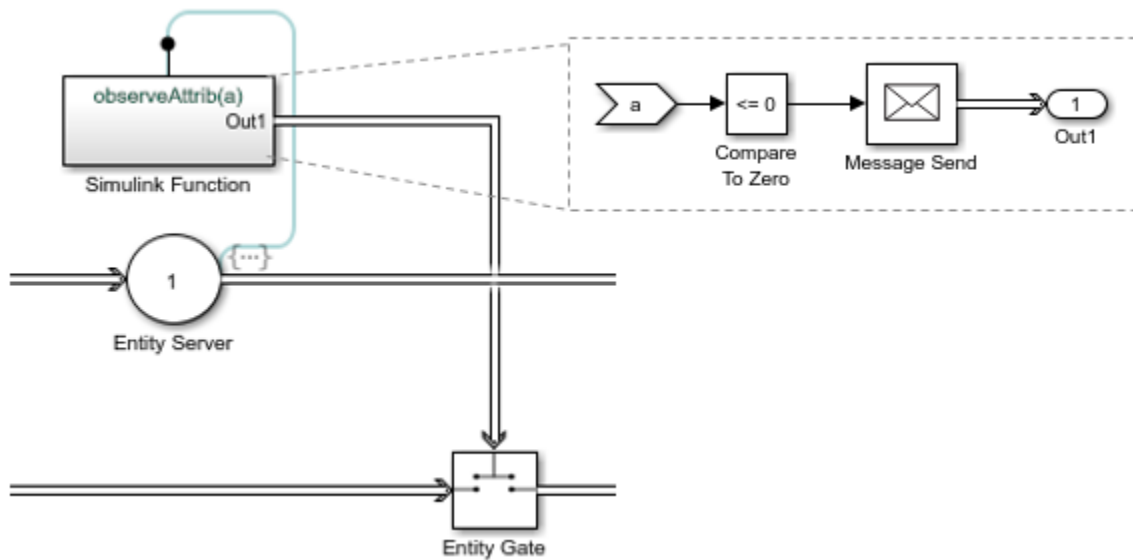 observeAttrib(a)
Out1
Simulink Function
a
<= 0
Compare
To Zero
Message Send
1
Out1
{...}
1
Entity Server
Entity Gate